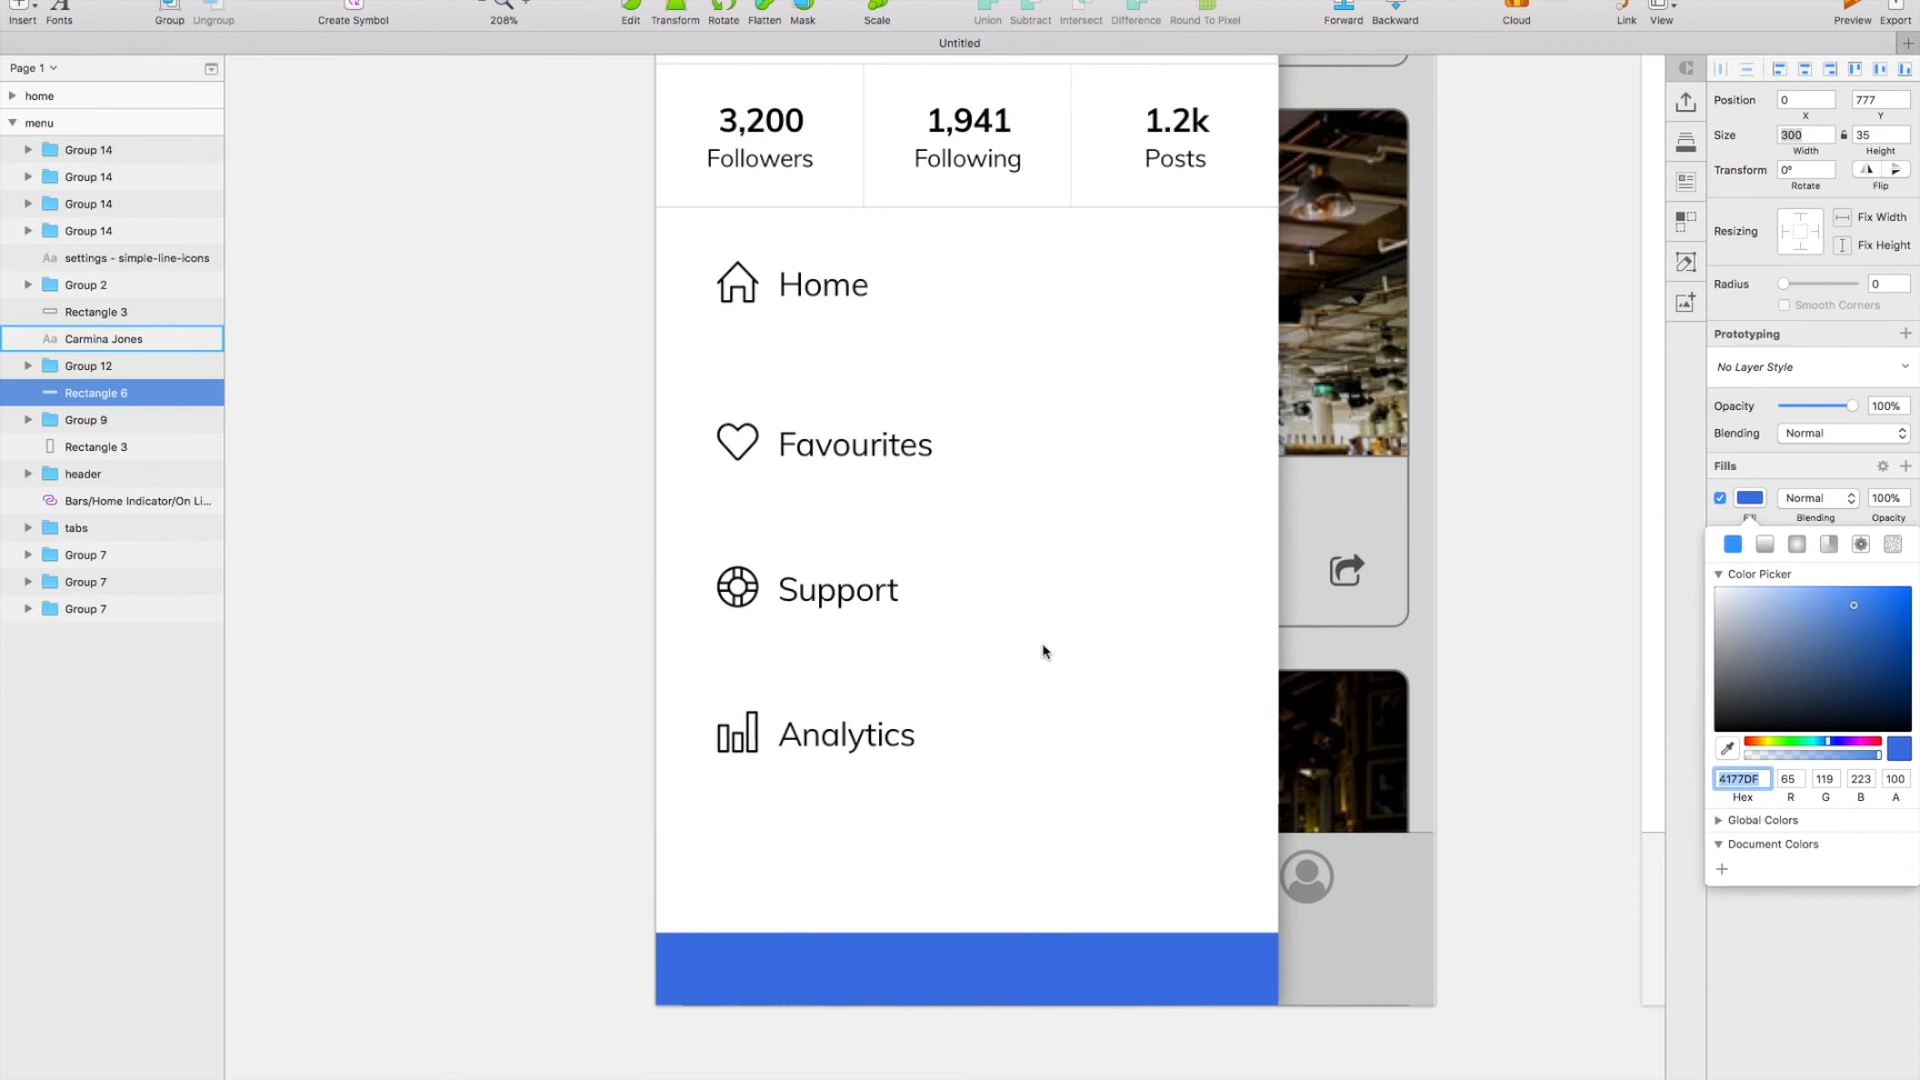 Insert
Fonts
Group
Ungroup
Create Symbol
208%
Edit
Transform
Rotate
Flatten
Mask
Scale
Union
Subtract
Intersect
Difference
Round To Pixel
Forward
Backward
Cloud
Link
View
Preview
Export
Untitled
Page 1
home
menu
Group 14
Group 14
Group 14
Group 14
settings - simple-line-icons
Group 2
Rectangle 3
Carmina Jones
Group 12
Rectangle 6
Group 9
Rectangle 3
header
Bars/Home Indicator/On Li...
tabs
Group 7
Group 7
Group 7
3,200
Followers
1,941
Following
1.2k
Posts
Home
Favourites
Support
Analytics
Position 0 777
X Y
Size 300 35
Width Height
Transform 0°
Rotate Flip
Resizing
Fix Width
Fix Height
Radius 0
Smooth Corners
Prototyping
No Layer Style
Opacity 100%
Blending Normal
Fills
Normal 100%
Fill Blending Opacity
Color Picker
4177DF 65 119 223 100
Hex R G B A
Global Colors
Document Colors